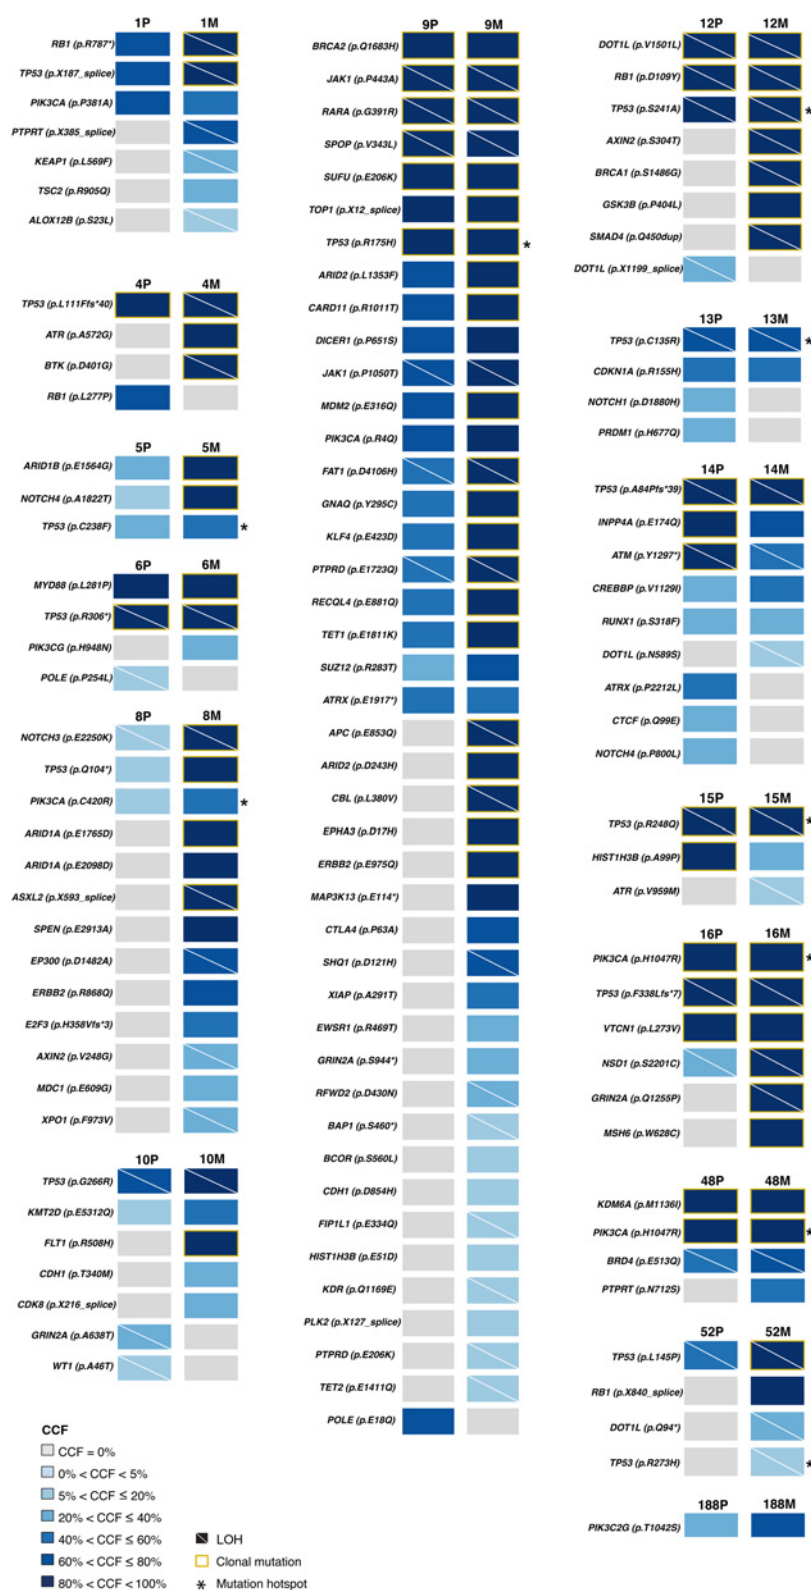 1P 1M
RB1 (p.R787*)
TP53 (p.X187_splice)
PIK3CA (p.P381A)
PTPRT (p.X385_splice)
KEAP1 (p.L569F)
TSC2 (p.R905Q)
ALOX12B (p.S23L)
4P 4M
TP53 (p.L111Ffs*40)
ATR (p.A572G)
BTK (p.D401G)
RB1 (p.L277P)
5P 5M
ARID1B (p.E1564G)
NOTCH4 (p.A1822T)
TP53 (p.C238F) *
6P 6M
MYD88 (p.L281P)
TP53 (p.R306*)
PIK3CG (p.H948N)
POLE (p.P254L)
8P 8M
NOTCH3 (p.E2250K)
TP53 (p.Q104*)
PIK3CA (p.C420R) *
ARID1A (p.E1765D)
ARID1A (p.E2098D)
ASXL2 (p.X593_splice)
SPEN (p.E2913A)
EP300 (p.D1482A)
ERBB2 (p.R868Q)
E2F3 (p.H358Vfs*3)
AXIN2 (p.V248G)
MDC1 (p.E609G)
XPO1 (p.F973V)
10P 10M
TP53 (p.G266R)
KMT2D (p.E5312Q)
FLT1 (p.R508H)
CDH1 (p.T340M)
CDK8 (p.X216_splice)
GRIN2A (p.A638T)
WT1 (p.A46T)
CCF
CCF = 0%
0% < CCF < 5%
5% < CCF ≤ 20%
20% < CCF ≤ 40%
40% < CCF ≤ 60%
60% < CCF ≤ 80%
80% < CCF < 100%
LOH
Clonal mutation
* Mutation hotspot
9P 9M
BRCA2 (p.Q1683H)
JAK1 (p.P443A)
RARA (p.G391R)
SPOP (p.V343L)
SUFU (p.E206K)
TOP1 (p.X12_splice)
TP53 (p.R175H) *
ARID2 (p.L1353F)
CARD11 (p.R1011T)
DICER1 (p.P651S)
JAK1 (p.P1050T)
MDM2 (p.E316Q)
PIK3CA (p.R4Q)
FAT1 (p.D4106H)
GNAQ (p.Y295C)
KLF4 (p.E423D)
PTPRD (p.E1723Q)
RECQL4 (p.E881Q)
TET1 (p.E1811K)
SUZ12 (p.R283T)
ATRX (p.E1917*)
APC (p.E853Q)
ARID2 (p.D243H)
CBL (p.L380V)
EPHA3 (p.D17H)
ERBB2 (p.E975Q)
MAP3K13 (p.E114*)
CTLA4 (p.P63A)
SHQ1 (p.D121H)
XIAP (p.A291T)
EWSR1 (p.R469T)
GRIN2A (p.S944*)
RFWD2 (p.D430N)
BAP1 (p.S460*)
BCOR (p.S560L)
CDH1 (p.D854H)
FIP1L1 (p.E334Q)
HIST1H3B (p.E51D)
KDR (p.Q1169E)
PLK2 (p.X127_splice)
PTPRD (p.E206K)
TET2 (p.E1411Q)
POLE (p.E18Q)
12P 12M
DOT1L (p.V1501L)
RB1 (p.D109Y)
TP53 (p.S241A) *
AXIN2 (p.S304T)
BRCA1 (p.S1486G)
GSK3B (p.P404L)
SMAD4 (p.Q450dup)
DOT1L (p.X1199_splice)
13P 13M
TP53 (p.C135R) *
CDKN1A (p.R155H)
NOTCH1 (p.D1880H)
PRDM1 (p.H677Q)
14P 14M
TP53 (p.A84Pfs*39)
INPP4A (p.E174Q)
ATM (p.Y1297*)
CREBBP (p.V1129I)
RUNX1 (p.S318F)
DOT1L (p.N589S)
ATRX (p.P2212L)
CTCF (p.Q99E)
NOTCH4 (p.P800L)
15P 15M
TP53 (p.R248Q) *
HIST1H3B (p.A99P)
ATR (p.V959M)
16P 16M
PIK3CA (p.H1047R) *
TP53 (p.F338Lfs*7)
VTCN1 (p.L273V)
NSD1 (p.S2201C)
GRIN2A (p.Q1255P)
MSH6 (p.W628C)
48P 48M
KDM6A (p.M1136I)
PIK3CA (p.H1047R) *
BRD4 (p.E513Q)
PTPRT (p.N712S)
52P 52M
TP53 (p.L145P)
RB1 (p.X840_splice)
DOT1L (p.Q94*)
TP53 (p.R273H) *
188P 188M
PIK3C2G (p.T1042S)